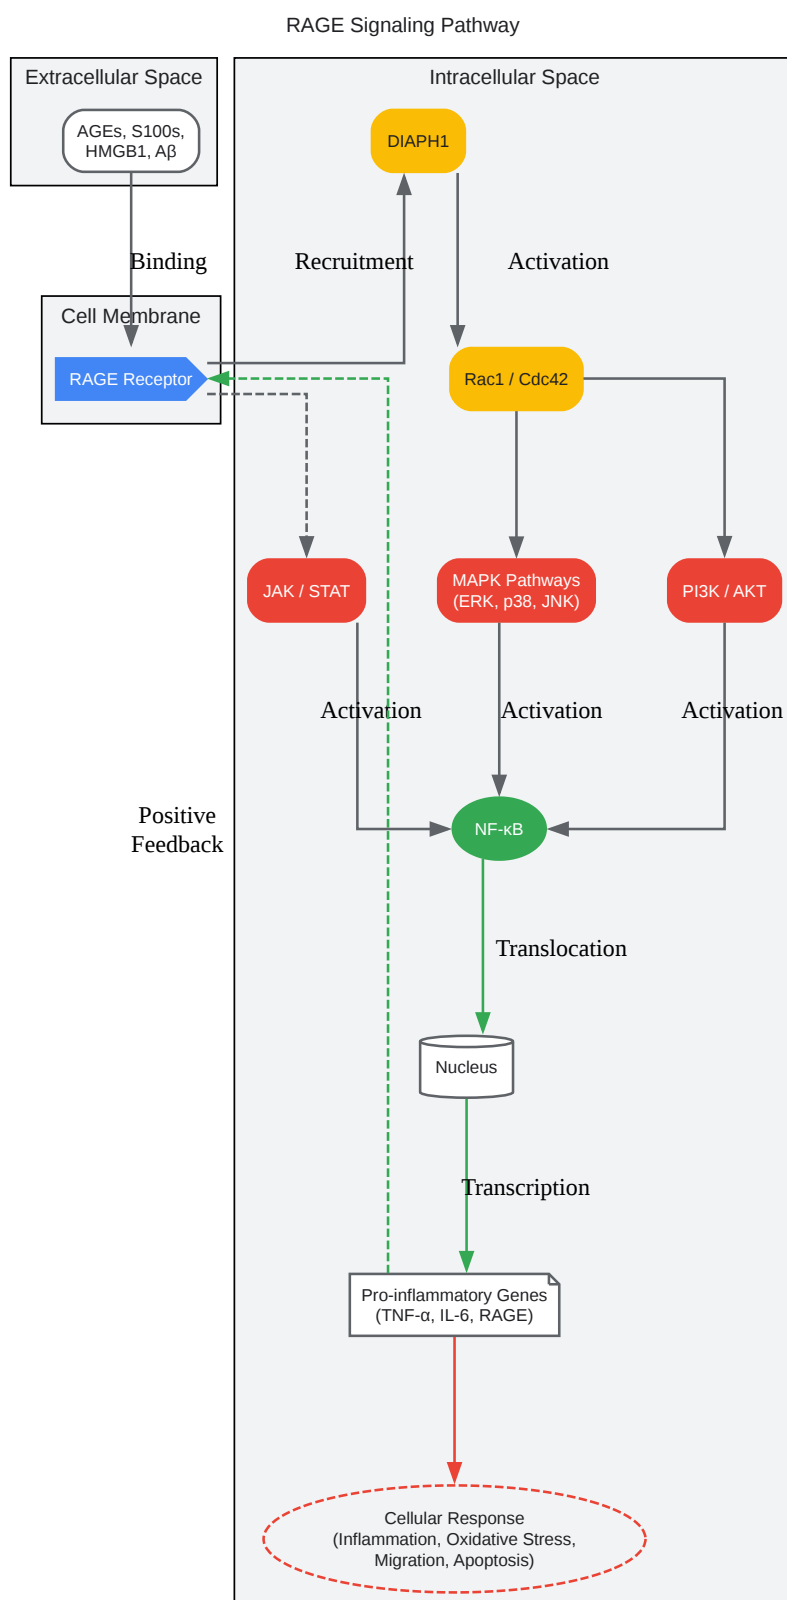 RAGE Signaling Pathway
Extracellular Space
Intracellular Space
AGEs, S100s,
HMGB1, Aβ
DIAPH1
Binding
Recruitment
Activation
Cell Membrane
RAGE Receptor
Rac1 / Cdc42
JAK / STAT
MAPK Pathways
(ERK, p38, JNK)
PI3K / AKT
Activation
Activation
Activation
Positive
Feedback
NF-κB
Translocation
Nucleus
Transcription
Pro-inflammatory Genes
(TNF-α, IL-6, RAGE)
Cellular Response
(Inflammation, Oxidative Stress,
Migration, Apoptosis)